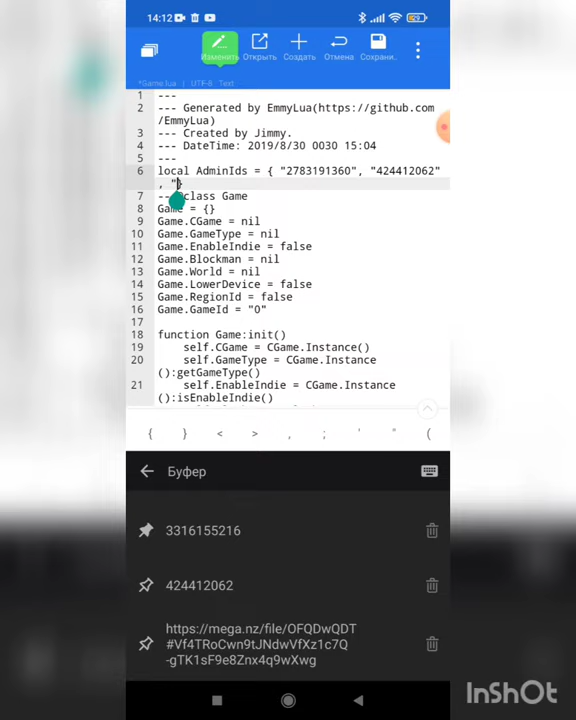 14:12
Изменить
Открыть
Создать
Отмена
Сохрани..
*Game.lua | UTF-8 Text
1 ---
2 --- Generated by EmmyLua(https://github.com
/EmmyLua)
3 --- Created by Jimmy.
4 --- DateTime: 2019/8/30 0030 15:04
5 ---
6 local AdminIds = { "2783191360", "424412062"
, "}
7 class Game
8 Game = {}
9 Game.CGame = nil
10 Game.GameType = nil
11 Game.EnableIndie = false
12 Game.Blockman = nil
13 Game.World = nil
14 Game.LowerDevice = false
15 Game.RegionId = false
16 Game.GameId = "0"
17
18 function Game:init()
19 self.CGame = CGame.Instance()
20 self.GameType = CGame.Instance
():getGameType()
21 self.EnableIndie = CGame.Instance
():isEnableIndie()
{ } < > , ; ' " (
Буфер
3316155216
424412062
https://mega.nz/file/OFQDwQDT
#Vf4TRoCwn9tJNdwVfXz1c7Q
-gTK1sF9e8Znx4q9wXwg
InShOt